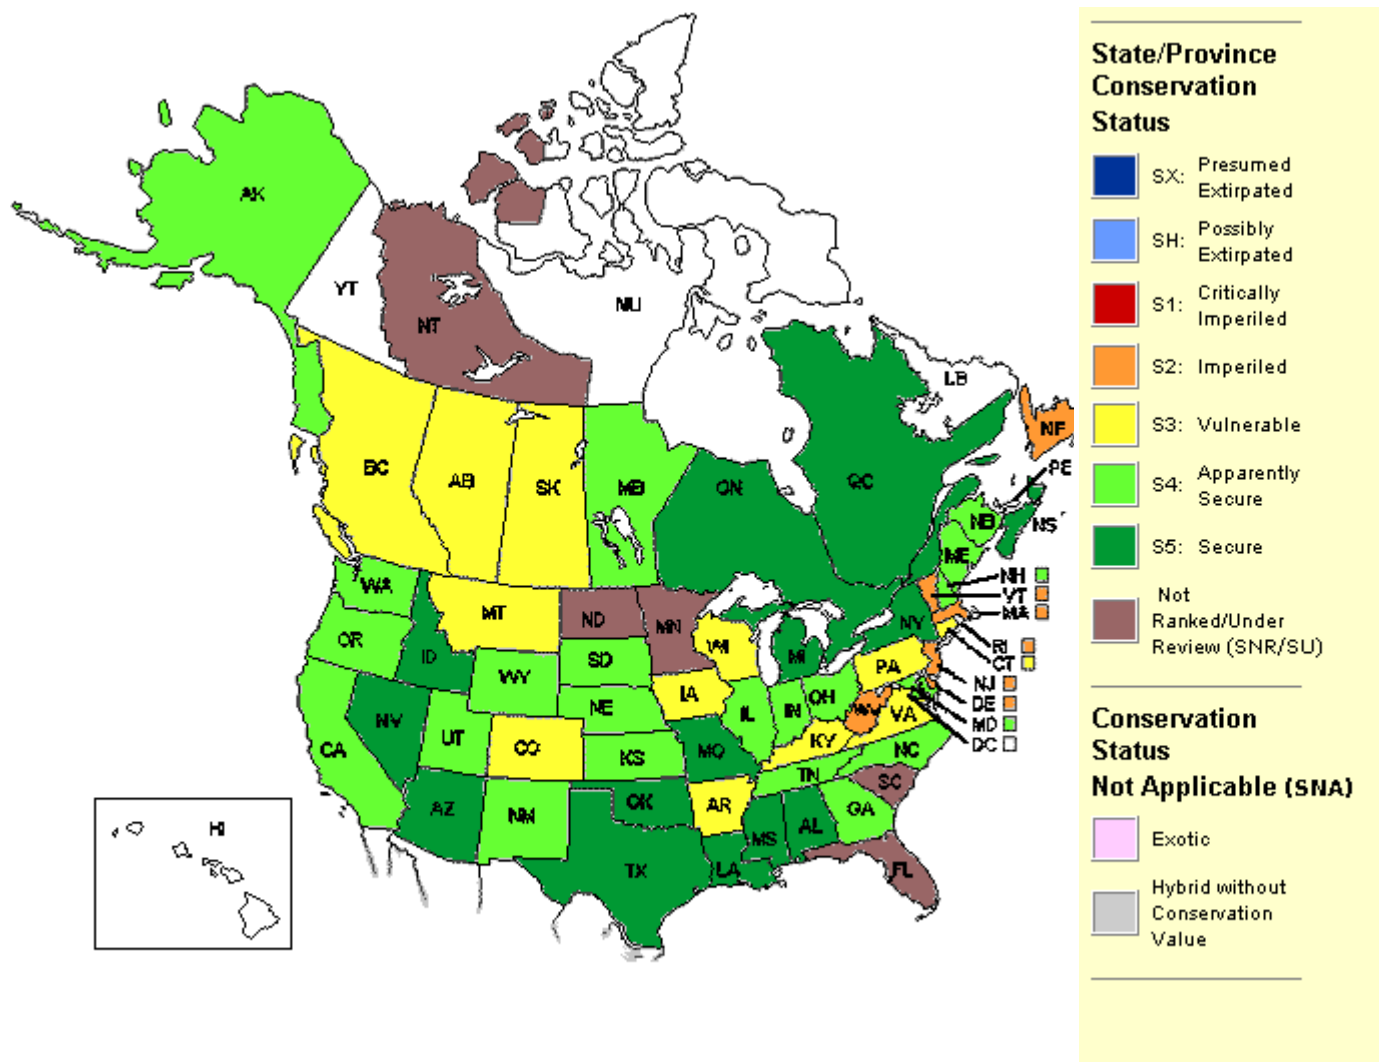 AK
YT
NT
NU
LB
NF
PE
BC
AB
SK
MB
ON
QC
NB
NS
ME
NH
VT
MA
RI
CT
NJ
DE
MD
DC
WA
MT
ND
MN
OR
ID
WY
SD
WI
MI
NY
PA
IA
NE
IL
IN
OH
WV
VA
CA
NV
UT
CO
KS
MO
KY
NC
TN
SC
AZ
NM
OK
AR
MS
AL
GA
TX
LA
FL
HI
State/Province
Conservation
Status
SX: Presumed
Extirpated
SH: Possibly
Extirpated
S1: Critically
Imperiled
S2: Imperiled
S3: Vulnerable
S4: Apparently
Secure
S5: Secure
Not
Ranked/Under
Review (SNR/SU)
Conservation
Status
Not Applicable (SNA)
Exotic
Hybrid without
Conservation
Value